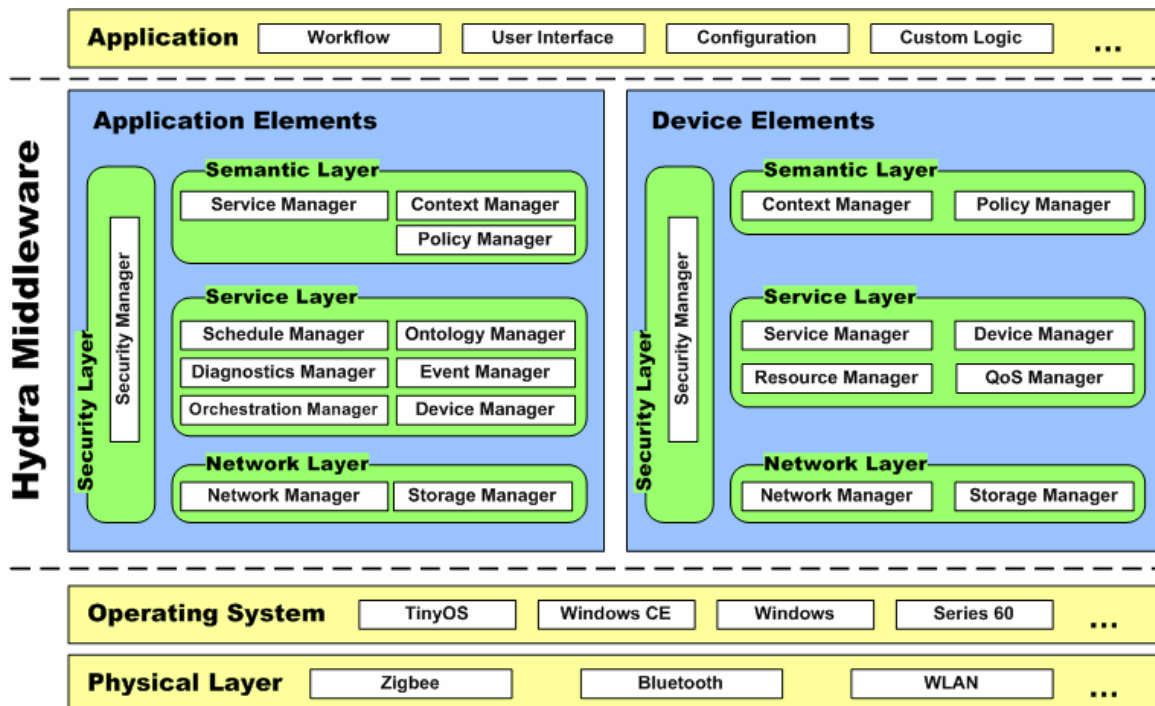 Application
Workflow
User Interface
Configuration
Custom Logic
...
Hydra Middleware
Application Elements
Security Layer
Security Manager
Semantic Layer
Service Manager
Context Manager
Policy Manager
Service Layer
Schedule Manager
Ontology Manager
Diagnostics Manager
Event Manager
Orchestration Manager
Device Manager
Network Layer
Network Manager
Storage Manager
Device Elements
Security Layer
Security Manager
Semantic Layer
Context Manager
Policy Manager
Service Layer
Service Manager
Device Manager
Resource Manager
QoS Manager
Network Layer
Network Manager
Storage Manager
Operating System
TinyOS
Windows CE
Windows
Series 60
...
Physical Layer
Zigbee
Bluetooth
WLAN
...